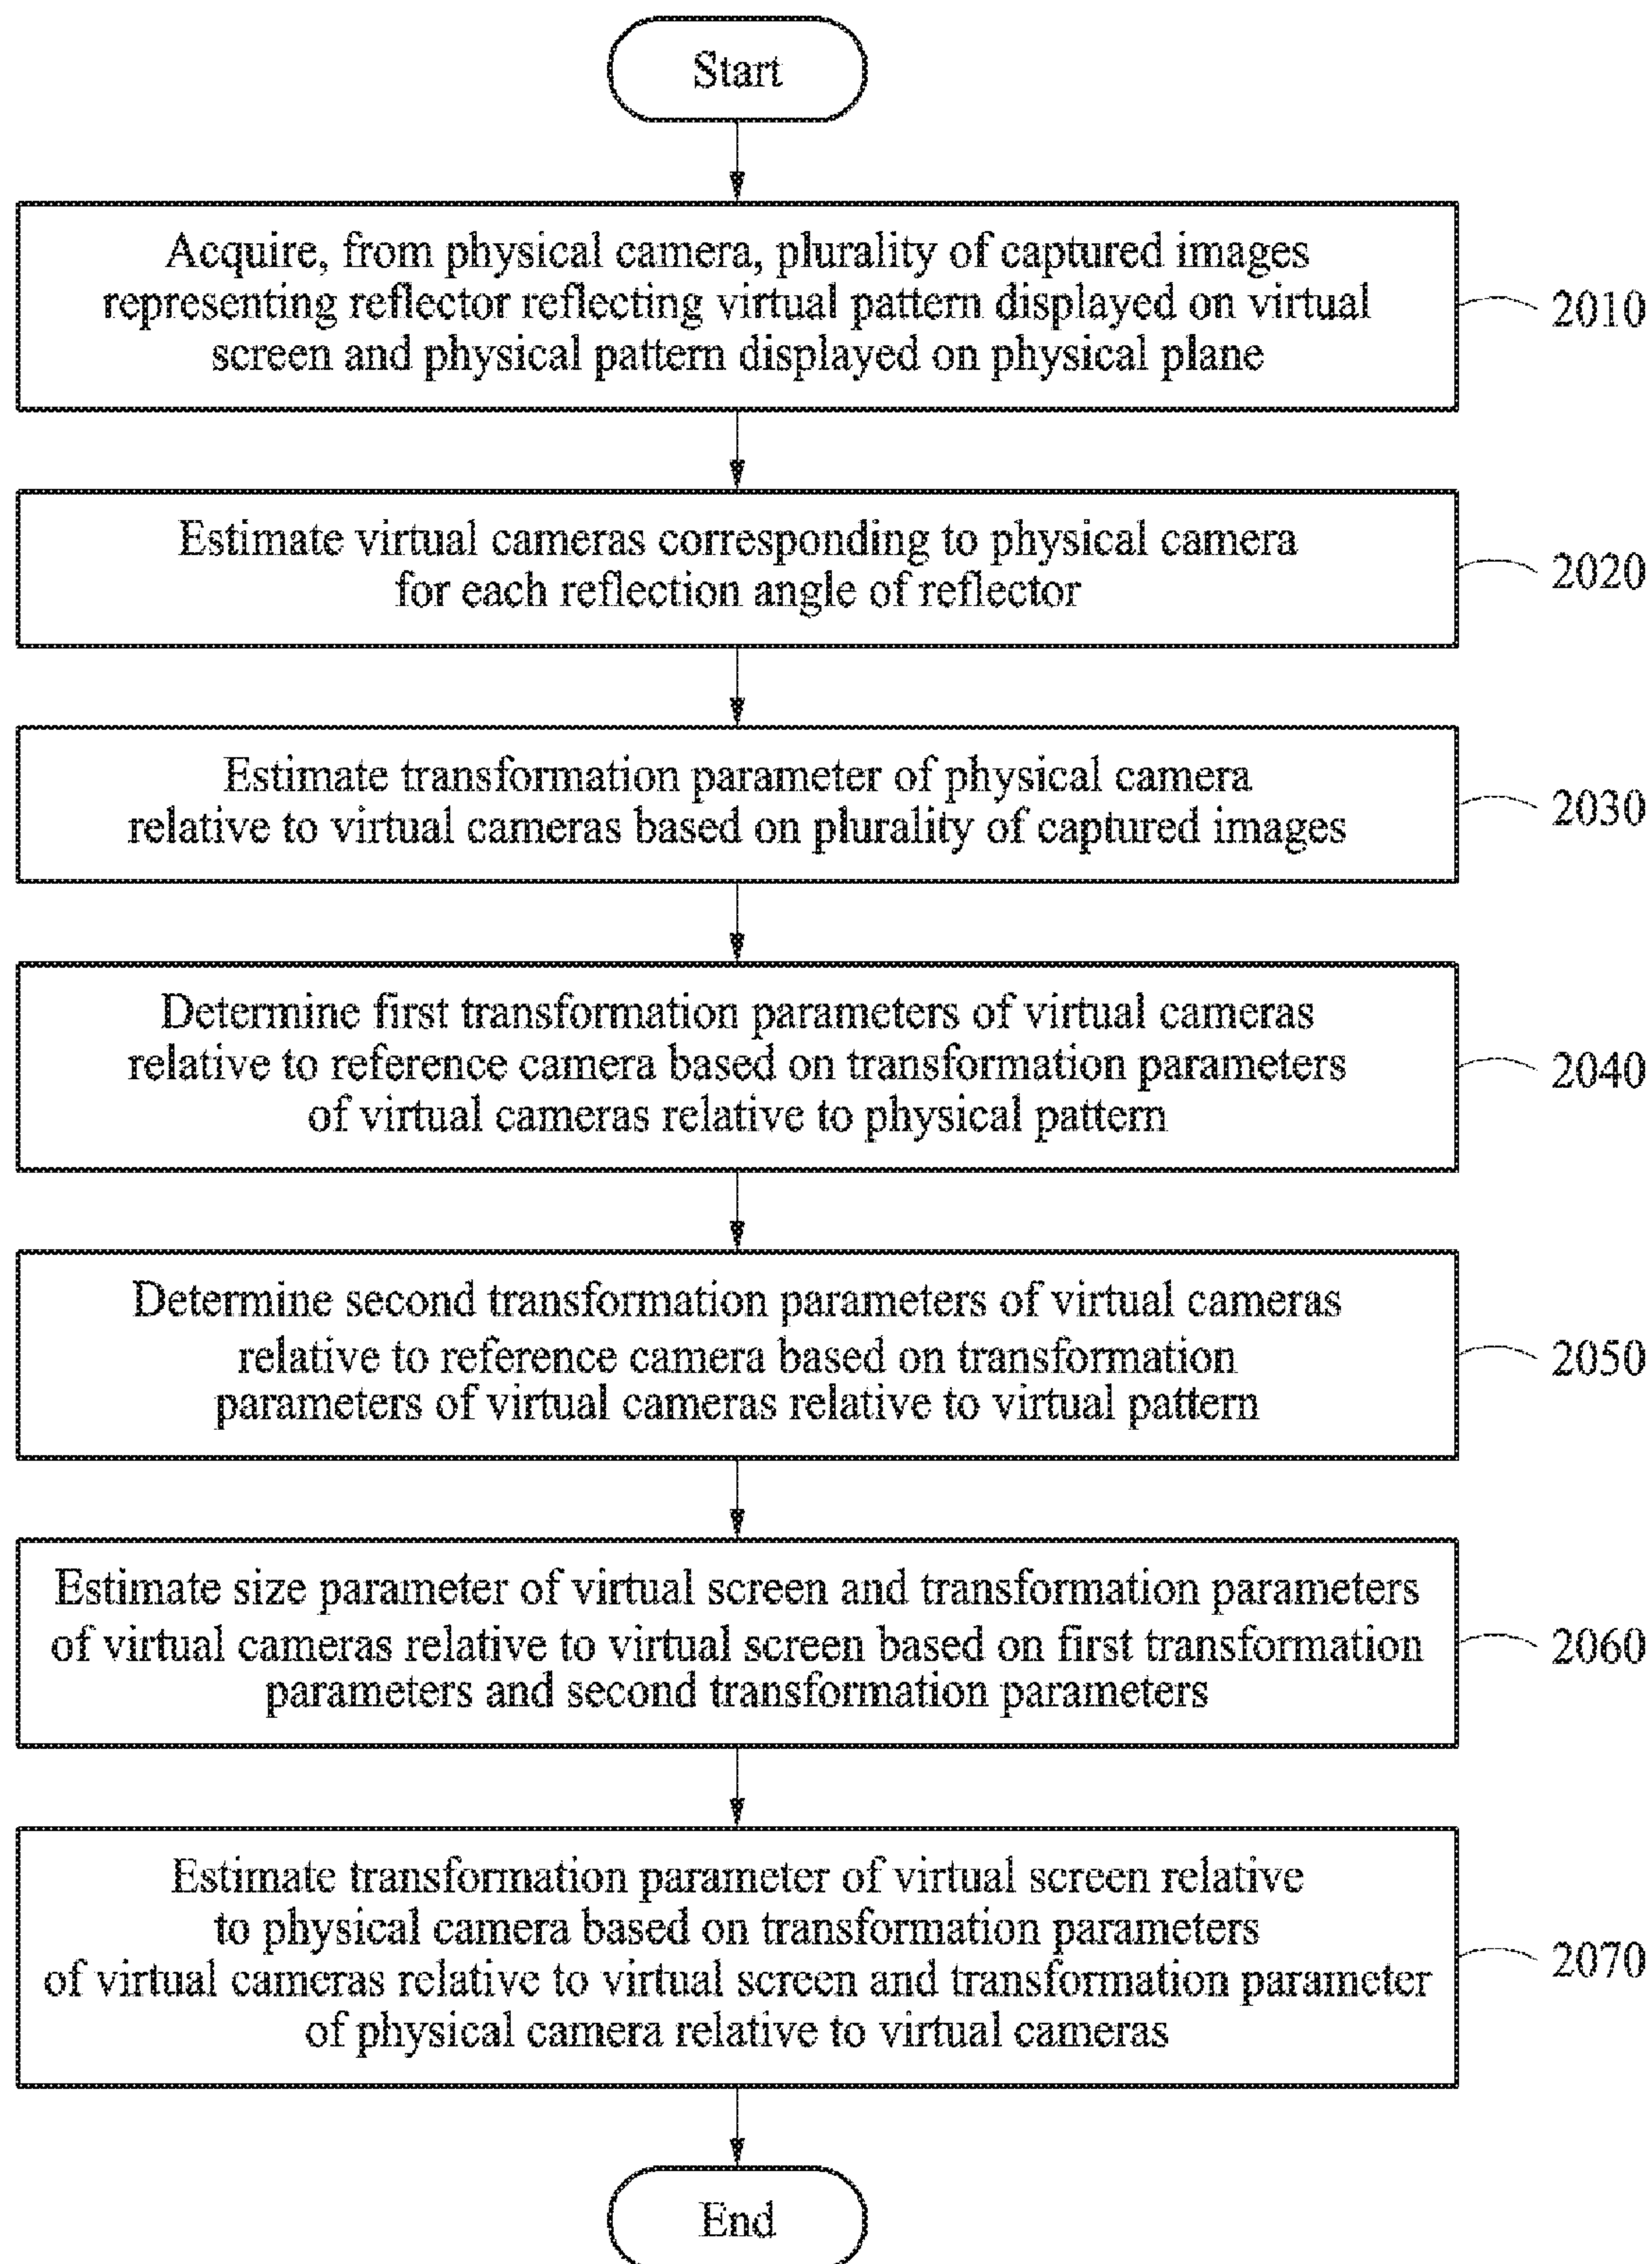 Start
Acquire, from physical camera, plurality of captured images
representing reflector reflecting virtual pattern displayed on virtual
screen and physical pattern displayed on physical plane
2010
Estimate virtual cameras corresponding to physical camera
for each reflection angle of reflector
2020
Estimate transformation parameter of physical camera
relative to virtual cameras based on plurality of captured images
2030
Determine first transformation parameters of virtual cameras
relative to reference camera based on transformation parameters
of virtual cameras relative to physical pattern
2040
Determine second transformation parameters of virtual cameras
relative to reference camera based on transformation
parameters of virtual cameras relative to virtual pattern
2050
Estimate size parameter of virtual screen and transformation parameters
of virtual cameras relative to virtual screen based on first transformation
parameters and second transformation parameters
2060
Estimate transformation parameter of virtual screen relative
to physical camera based on transformation parameters
of virtual cameras relative to virtual screen and transformation parameter
of physical camera relative to virtual cameras
2070
End